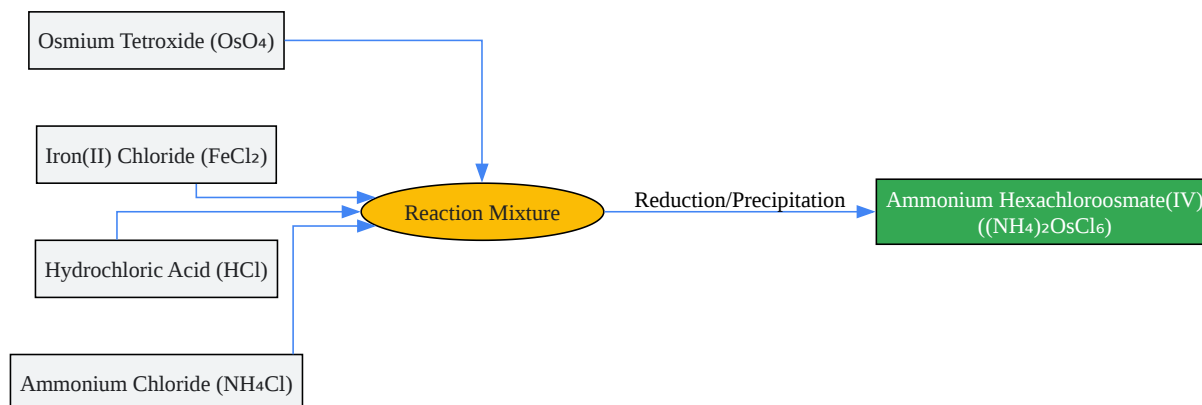 Osmium Tetroxide (OsO₄)
Iron(II) Chloride (FeCl₂)
Reaction Mixture
Reduction/Precipitation
Ammonium Hexachloroosmate(IV)
((NH₄)₂OsCl₆)
Hydrochloric Acid (HCl)
Ammonium Chloride (NH₄Cl)